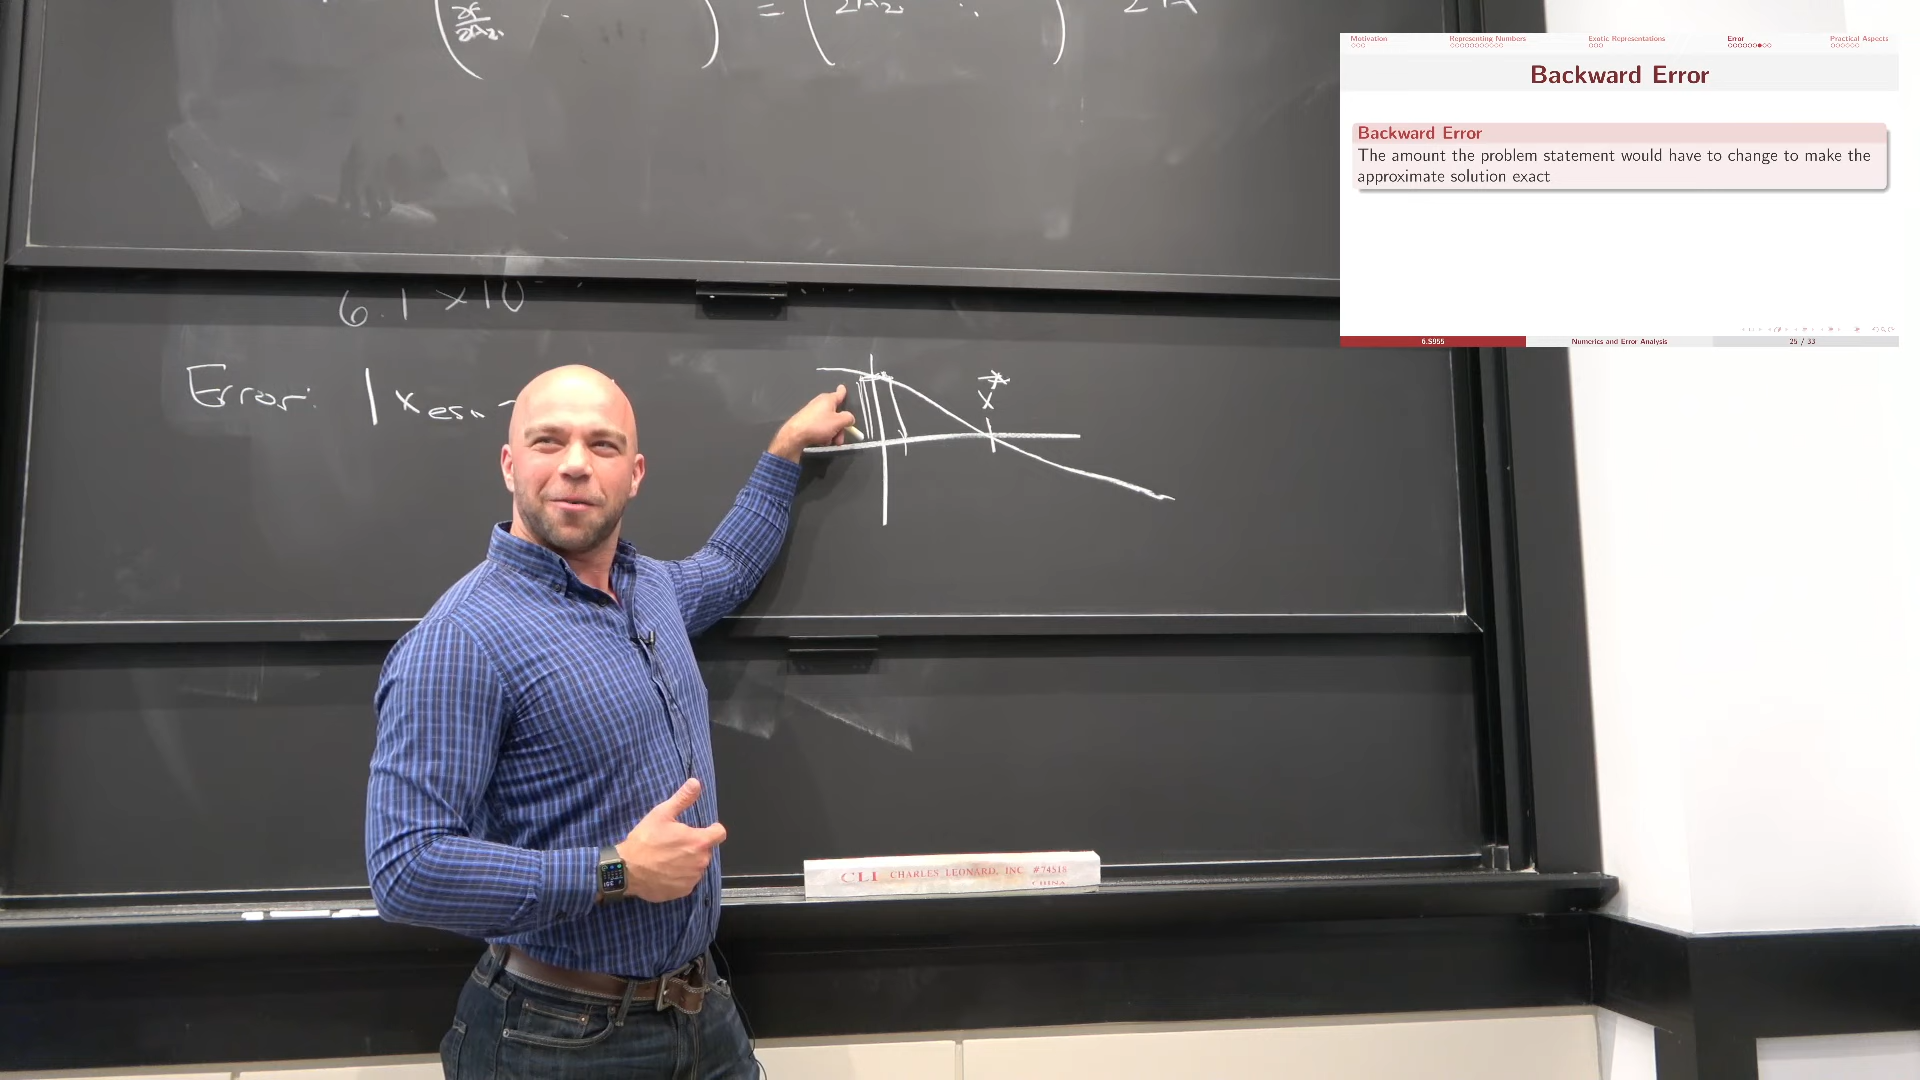 Motivation Representing Numbers Exotic Representations Error Practical Aspects
Backward Error
Backward Error
The amount the problem statement would have to change to make the
approximate solution exact
6.S955 Numerics and Error Analysis 25 / 33
6.1 ×10
Error: | x
x*
CLI CHARLES LEONARD, INC. #74518
CHINA